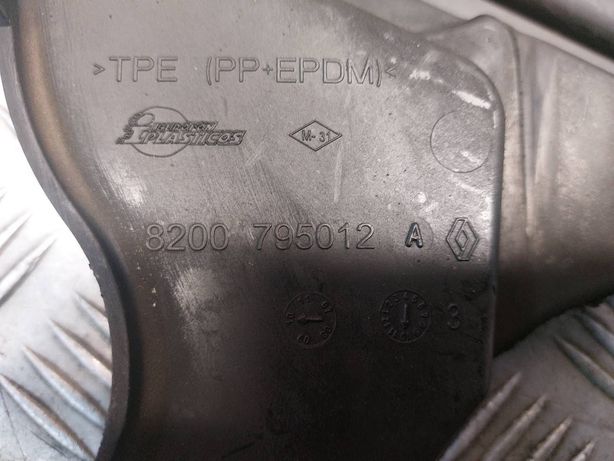 >TPE (PP+EPDM)<
PLASTICOS
M-31
8200 795012 A
3